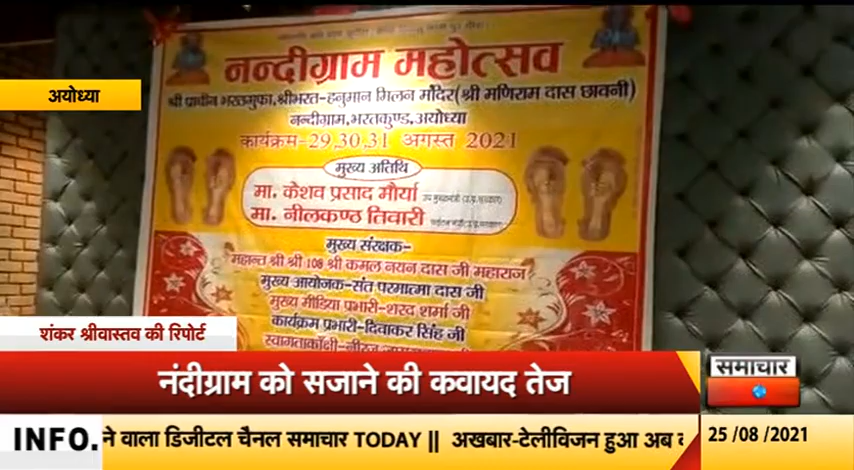 नन्दीग्राम महोत्सव
श्री प्राचीन भरतगुफा,श्रीभरत-हनुमान मिलन मंदिर(श्री मणिराम दास छावनी)
नन्दीग्राम,भरतकुण्ड,अयोध्या
कार्यक्रम-29,30,31 अगस्त 2021
मुख्य अतिथि
मा. केशव प्रसाद मौर्या
मा. नीलकण्ठ तिवारी
मुख्य संरक्षक-
महान्त श्री श्री 108 श्री कमल नयन दास जी महाराज
मुख्य आयोजक-संत परमात्मा दास जी
मुख्य मीडिया प्रभारी-शरद शर्मा जी
कार्यक्रम प्रभारी-दिवाकर सिंह जी
अयोध्या
शंकर श्रीवास्तव की रिपोर्ट
नंदीग्राम को सजाने की कवायद तेज
समाचार
INFO. ने वाला डिजीटल चैनल समाचार TODAY || अखबार-टेलीविजन हुआ अब
25 /08 /2021